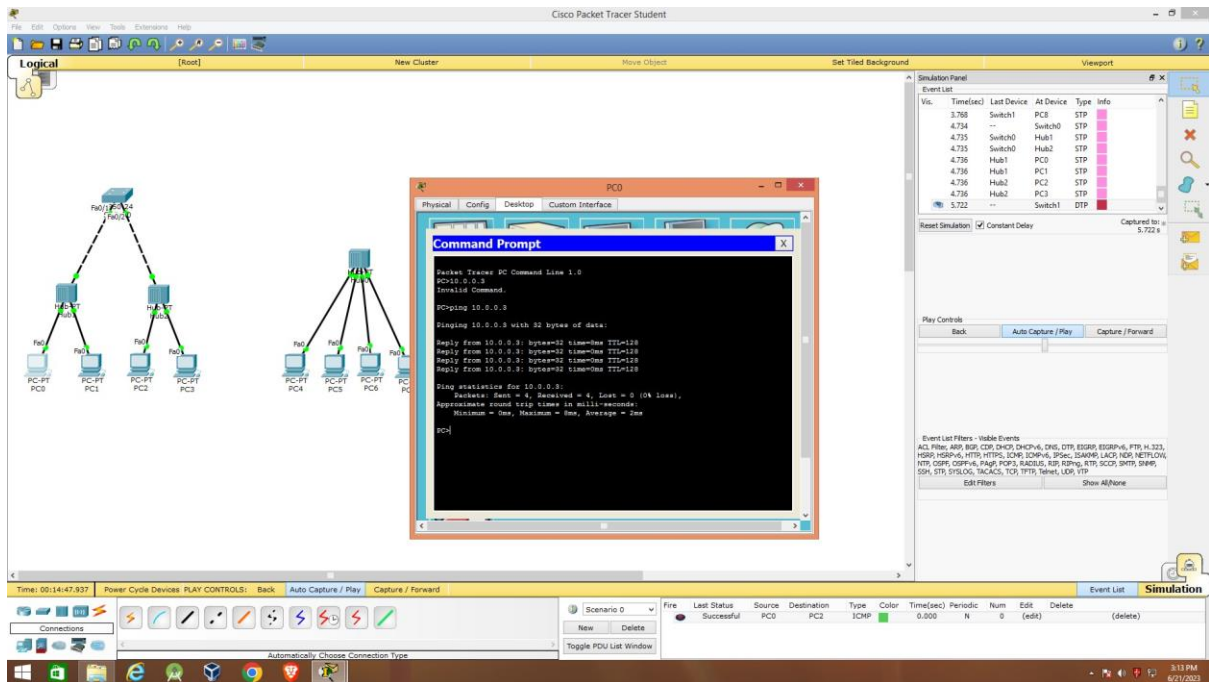 Cisco Packet Tracer Student
File Edit Options View Tools Extensions Help
Logical [Root] New Cluster Move Object Set Tiled Background Viewport
Simulation Panel
Event List
Vis. Time(sec) Last Device At Device Type Info
3.768 Switch1 PC8 STP
4.734 -- Switch0 STP
4.735 Switch0 Hub1 STP
4.735 Switch0 Hub2 STP
4.736 Hub1 PC0 STP
4.736 Hub1 PC1 STP
4.736 Hub2 PC2 STP
4.736 Hub2 PC3 STP
5.722 -- Switch1 DTP
Reset Simulation Constant Delay Captured to:
5.722 s
Play Controls
Back Auto Capture / Play Capture / Forward
Event List Filters - Visible Events
ACL Filter, ARP, BGP, CDP, DHCP, DHCPv6, DNS, DTP, EIGRP, EIGRPv6, FTP, H.323,
HSRP, HSRPv6, HTTP, HTTPS, ICMP, ICMPv6, IPSec, ISAKMP, LACP, NDP, NETFLOW,
NTP, OSPF, OSPFv6, PAgP, POP3, RADIUS, RIP, RIPng, RTP, SCCP, SMTP, SNMP,
SSH, STP, SYSLOG, TACACS, TCP, TFTP, Telnet, UDP, VTP
Edit Filters Show All/None
Fa0/2
Fa0 Fa0 Fa0 Fa0
PC-PT PC-PT PC-PT PC-PT
PC0 PC1 PC2 PC3
Fa0 Fa0 Fa0 Fa0
PC-PT PC-PT PC-PT
PC4 PC5 PC6
PC0
Physical Config Desktop Custom Interface
Command Prompt X
Packet Tracer PC Command Line 1.0
PC>10.0.0.3
Invalid Command.
PC>ping 10.0.0.3
Pinging 10.0.0.3 with 32 bytes of data:
Reply from 10.0.0.3: bytes=32 time=8ms TTL=128
Reply from 10.0.0.3: bytes=32 time=0ms TTL=128
Reply from 10.0.0.3: bytes=32 time=0ms TTL=128
Reply from 10.0.0.3: bytes=32 time=0ms TTL=128
Ping statistics for 10.0.0.3:
Packets: Sent = 4, Received = 4, Lost = 0 (0% loss),
Approximate round trip times in milli-seconds:
Minimum = 0ms, Maximum = 8ms, Average = 2ms
PC>
Time: 00:14:47.937 Power Cycle Devices PLAY CONTROLS: Back Auto Capture / Play Capture / Forward Event List Simulation
Connections
Automatically Choose Connection Type
Scenario 0
New Delete
Toggle PDU List Window
Fire Last Status Source Destination Type Color Time(sec) Periodic Num Edit Delete
Successful PC0 PC2 ICMP 0.000 N 0 (edit) (delete)
3:13 PM
6/21/2023